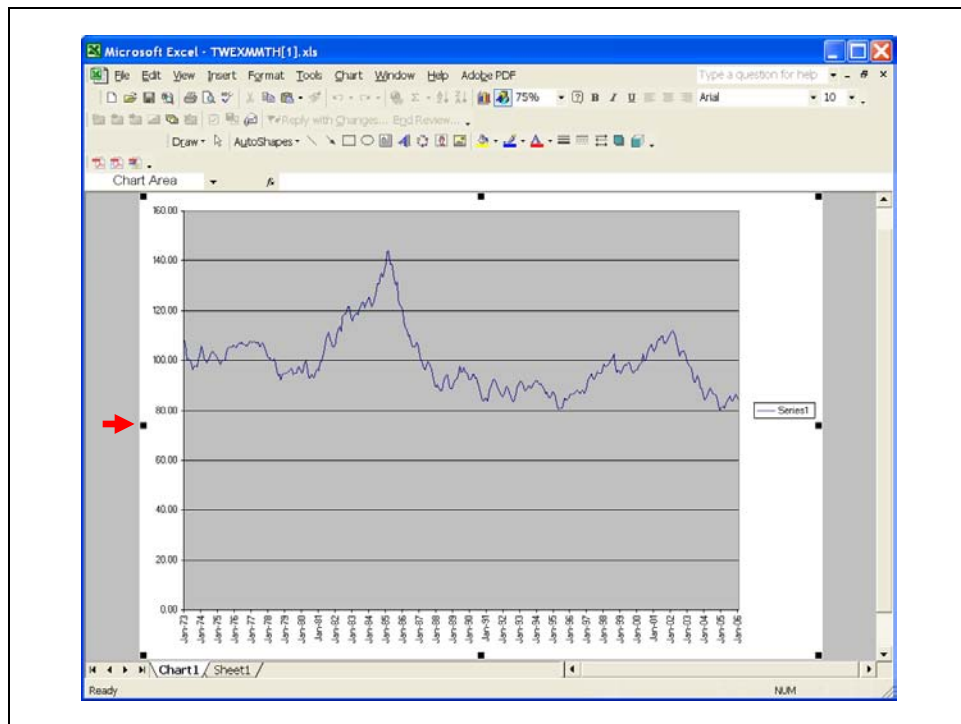 Microsoft Excel - TWEXMMTH[1].xls
File Edit View Insert Format Tools Chart Window Help Adobe PDF Type a question for help
75% B I U Arial 10
Reply with Changes... End Review...
Draw AutoShapes
Chart Area fx
160.00
140.00
120.00
100.00
80.00
60.00
40.00
20.00
0.00
Series1
Jan-73 Jan-74 Jan-75 Jan-76 Jan-77 Jan-78 Jan-79 Jan-80 Jan-81 Jan-82 Jan-83 Jan-84 Jan-85 Jan-86 Jan-87 Jan-88 Jan-89 Jan-90 Jan-91 Jan-92 Jan-93 Jan-94 Jan-95 Jan-96 Jan-97 Jan-98 Jan-99 Jan-00 Jan-01 Jan-02 Jan-03 Jan-04 Jan-05 Jan-06
Chart1 Sheet1
Ready NUM